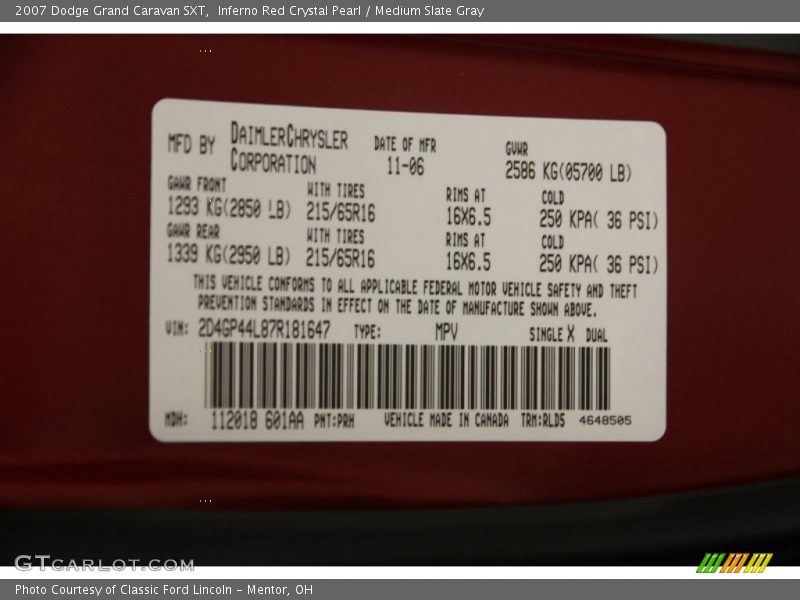 2007 Dodge Grand Caravan SXT,  Inferno Red Crystal Pearl / Medium Slate Gray
MFD BY DAIMLERCHRYSLER CORPORATION DATE OF MFR 11-06 GVWR 2586 KG(05700 LB)
GAWR FRONT WITH TIRES RIMS AT COLD
1293 KG(2850 LB) 215/65R16 16X6.5 250 KPA( 36 PSI)
GAWR REAR WITH TIRES RIMS AT COLD
1339 KG(2950 LB) 215/65R16 16X6.5 250 KPA( 36 PSI)
THIS VEHICLE CONFORMS TO ALL APPLICABLE FEDERAL MOTOR VEHICLE SAFETY AND THEFT
PREVENTION STANDARDS IN EFFECT ON THE DATE OF MANUFACTURE SHOWN ABOVE.
VIN: 2D4GP44L87R181647 TYPE: MPV SINGLE X DUAL
MDH: 112018 601AA PNT:PRH VEHICLE MADE IN CANADA TRM:RLD5 4648505
GTCARLOT.COM
Photo Courtesy of Classic Ford Lincoln - Mentor, OH